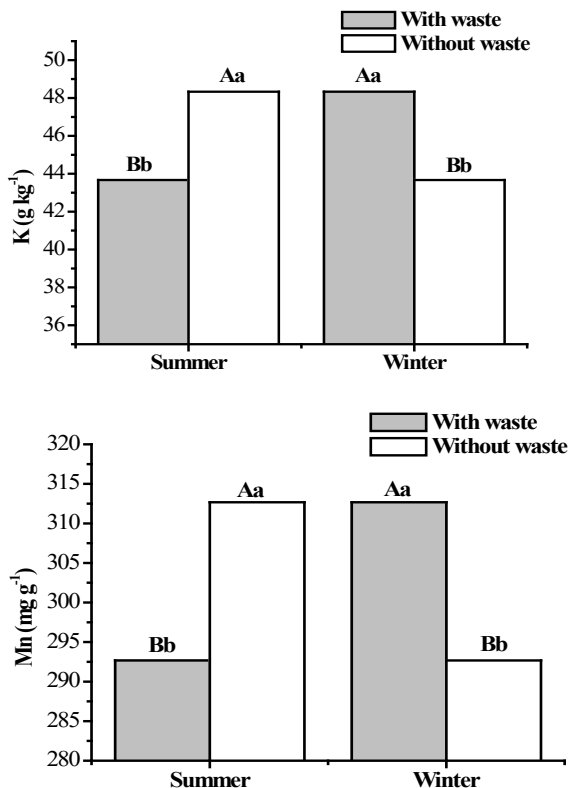 With waste
Without waste
50
48
46
44
42
40
38
36
K (g kg⁻¹)
Bb
Aa
Aa
Bb
Summer
Winter
With waste
Without waste
320
315
310
305
300
295
290
285
280
Mn (mg g⁻¹)
Bb
Aa
Aa
Bb
Summer
Winter